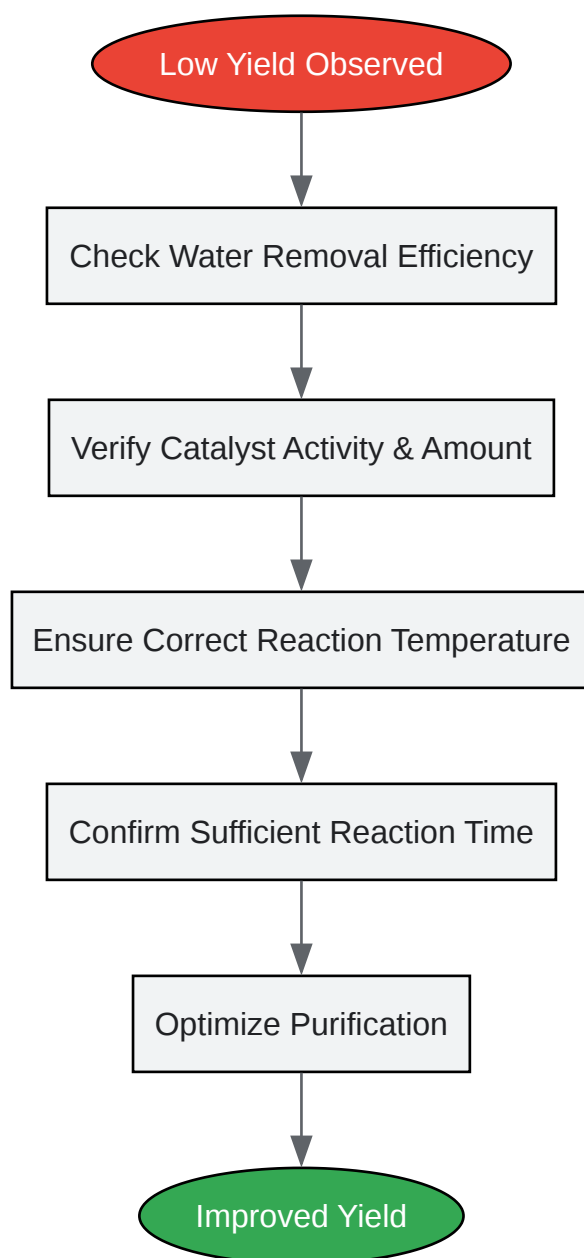 Low Yield Observed
Check Water Removal Efficiency
Verify Catalyst Activity & Amount
Ensure Correct Reaction Temperature
Confirm Sufficient Reaction Time
Optimize Purification
Improved Yield